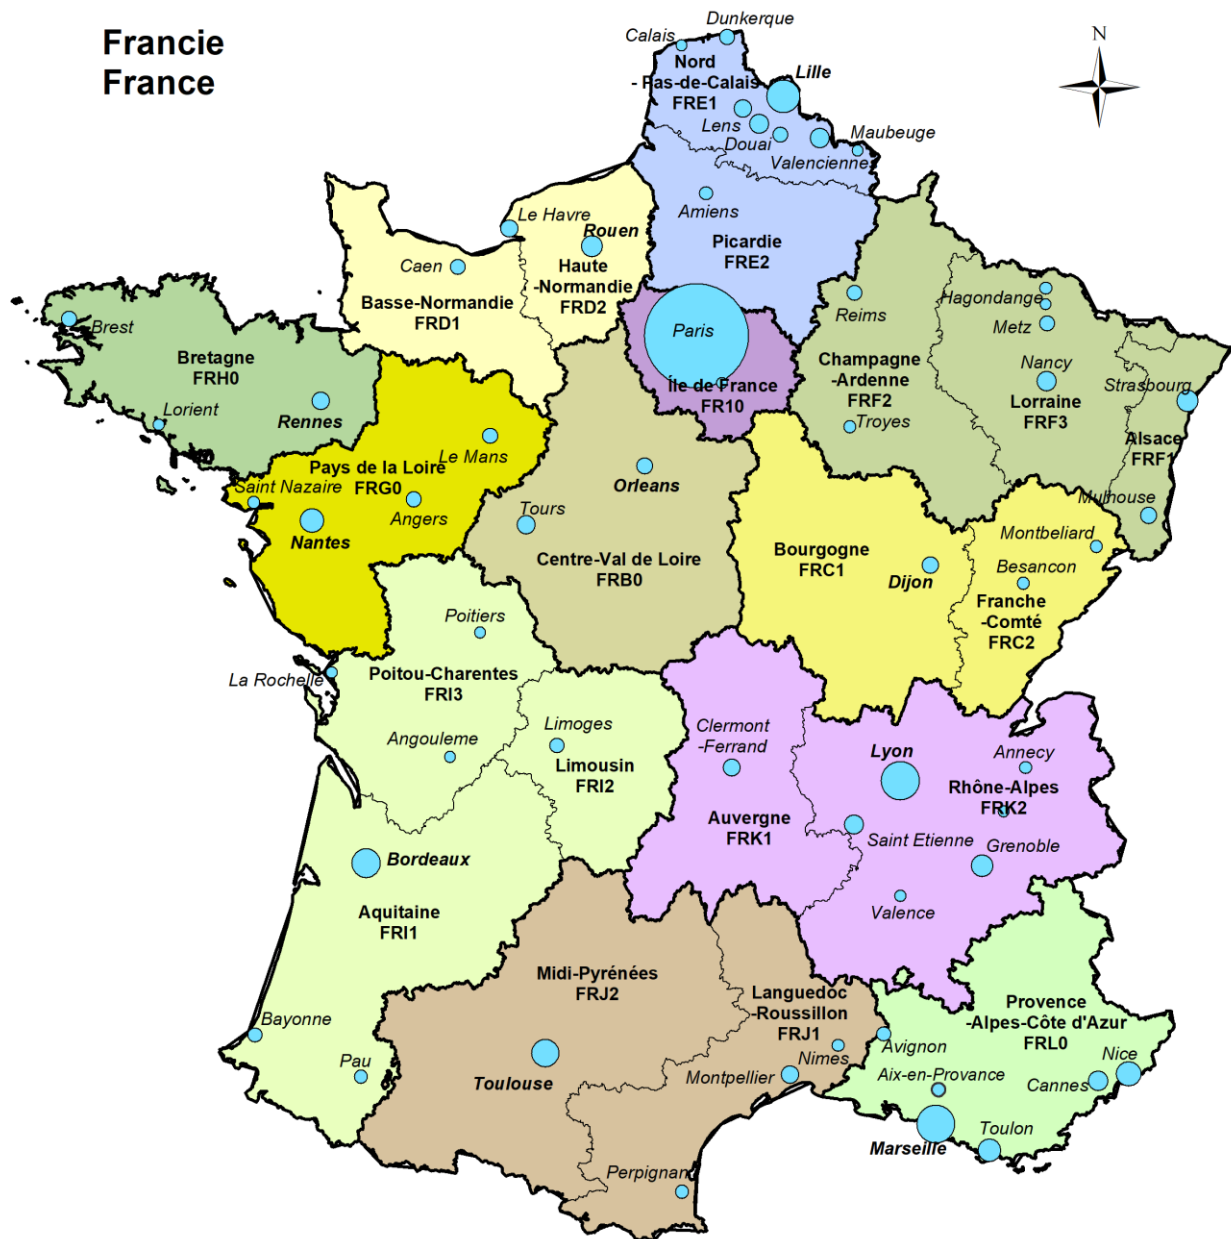 Francie
France
N
Dunkerque
Calais
Nord
- Pas-de-Calais-
FRE1
Lille
Lens
Douai
Maubeuge
Valencienne
Amiens
Picardie
FRE2
Le Havre
Rouen
Haute
-Normandie
FRD2
Caen
Basse-Normandie
FRD1
Brest
Bretagne
FRH0
Lorient
Rennes
Paris
Île de France
FR10
Reims
Champagne
-Ardenne
FRF2
Troyes
Hagondange
Metz
Nancy
Lorraine
FRF3
Strasbourg
Alsace
FRF1
Mulhouse
Le Mans
Pays de la Loire
FRG0
Saint Nazaire
Angers
Nantes
Orleans
Tours
Centre-Val de Loire
FRB0
Bourgogne
FRC1
Dijon
Montbeliard
Besancon
Franche
-Comté
FRC2
Poitiers
La Rochelle
Poitou-Charentes
FRI3
Angouleme
Limoges
Limousin
FRI2
Clermont
-Ferrand
Auvergne
FRK1
Lyon
Annecy
Rhône-Alpes
FRK2
Saint Etienne
Grenoble
Valence
Bordeaux
Aquitaine
FRI1
Bayonne
Pau
Midi-Pyrénées
FRJ2
Toulouse
Languedoc
-Roussillon
FRJ1
Nimes
Montpellier
Perpignan
Provence
-Alpes-Côte d'Azur
FRL0
Avignon
Aix-en-Provance
Nice
Cannes
Marseille
Toulon